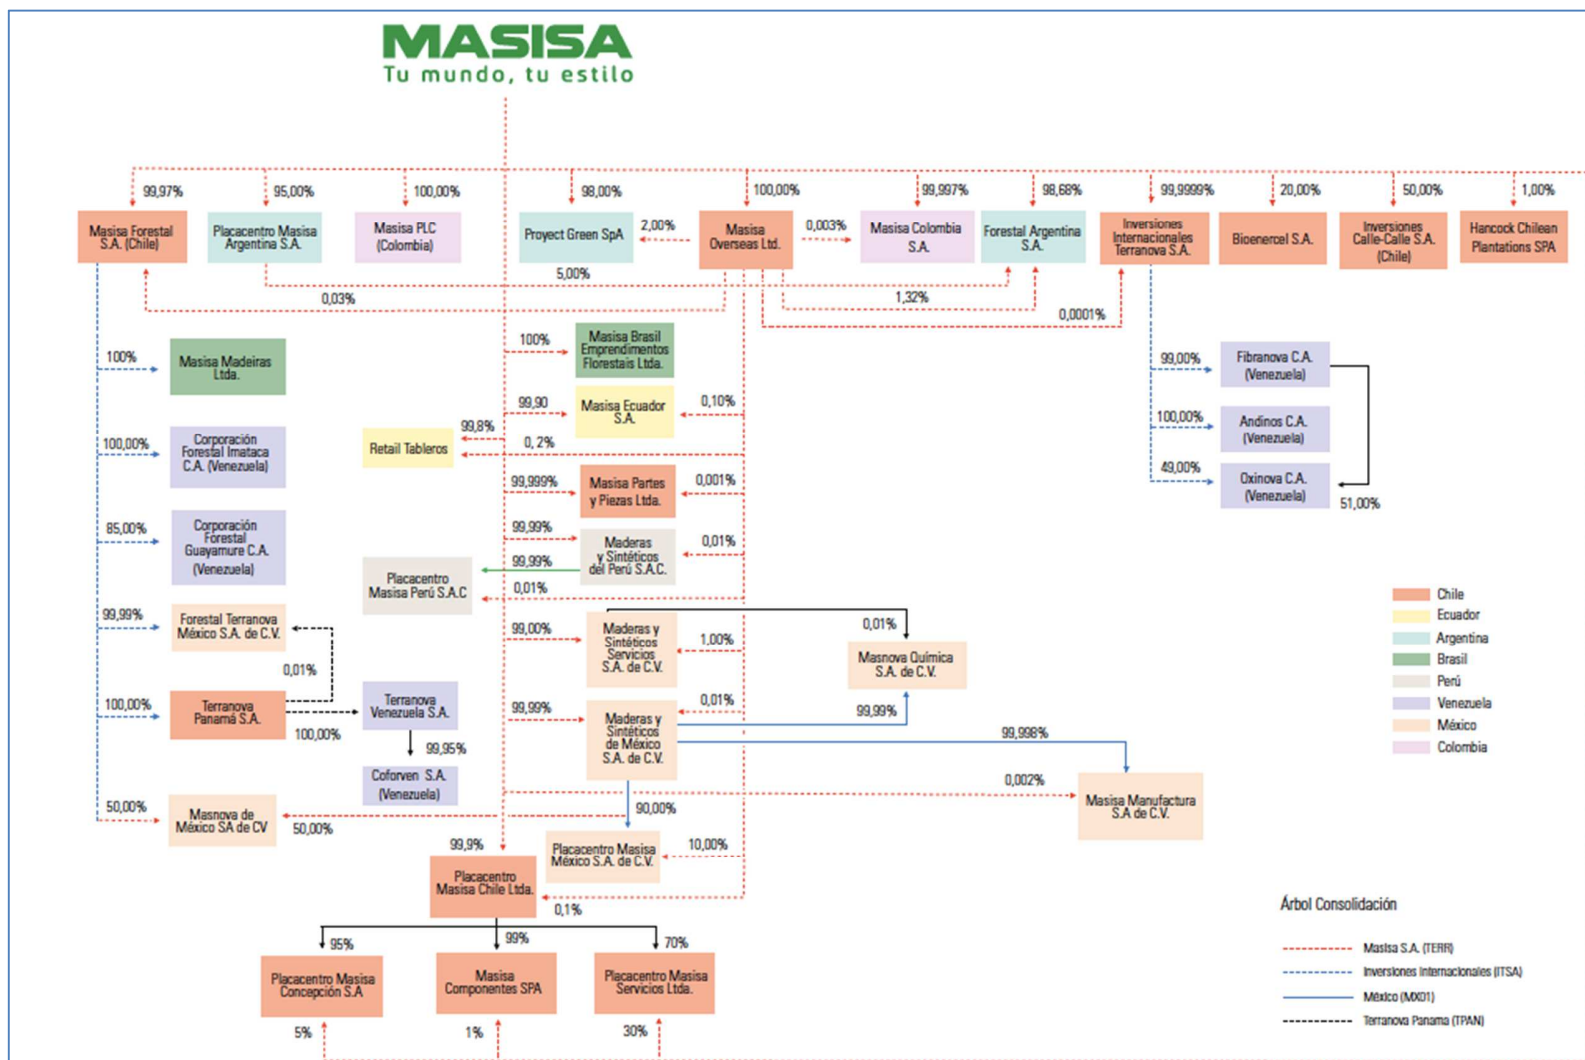 MASISA
Tu mundo, tu estilo
99,97%
95,00%
100,00%
98,00%
100,00%
99,997%
98,68%
99,9999%
20,00%
50,00%
1,00%
Masisa Forestal
S.A. (Chile)
Placacentro Masisa
Argentina S.A.
Masisa PLC
(Colombia)
Proyect Green SpA
2,00%
Masisa
Overseas Ltd.
0,003%
Masisa Colombia
S.A.
Forestal Argentina
S.A.
Inversiones
Internacionales
Terranova S.A.
Bioenercel S.A.
Inversiones
Calle-Calle S.A.
(Chile)
Hancock Chilean
Plantations SPA
5,00%
0,03%
1,32%
0,0001%
100%
Masisa Madeiras
Ltda.
100%
Masisa Brasil
Emprendimentos
Florestais Ltda.
99,00%
Fibranova C.A.
(Venezuela)
99,90
Masisa Ecuador
S.A.
0,10%
100,00%
Andinos C.A.
(Venezuela)
99,8%
Retail Tableros
0, 2%
100,00%
Corporación
Forestal Imataca
C.A. (Venezuela)
49,00%
Oxinova C.A.
(Venezuela)
51,00%
99,999%
Masisa Partes
y Piezas Ltda.
0,001%
85,00%
Corporación
Forestal
Guayamure C.A.
(Venezuela)
99,99%
Maderas
y Sintéticos
del Perú S.A.C.
0,01%
99,99%
Placacentro
Masisa Perú S.A.C
0,01%
99,99%
Forestal Terranova
México S.A. de C.V.
0,01%
99,00%
Maderas y
Sintéticos
Servicios
S.A. de C.V.
1,00%
0,01%
Masnova Química
S.A. de C.V.
99,99%
100,00%
Terranova
Panamá S.A.
100,00%
Terranova
Venezuela S.A.
99,95%
Coforven S.A.
(Venezuela)
99,99%
Maderas y
Sintéticos
de México
S.A. de C.V.
0,01%
99,998%
0,002%
Masisa Manufactura
S.A de C.V.
50,00%
Masnova de
México SA de CV
50,00%
90,00%
Placacentro Masisa
México S.A. de C.V.
10,00%
99,9%
Placacentro
Masisa Chile Ltda.
0,1%
95%
99%
70%
Placacentro Masisa
Concepción S.A
Masisa
Componentes SPA
Placacentro Masisa
Servicios Ltda.
5%
1%
30%
Chile
Ecuador
Argentina
Brasil
Perú
Venezuela
México
Colombia
Árbol Consolidación
Masisa S.A. (TERR)
Inversiones Internacionales (ITSA)
México (MX01)
Terranova Panama (TPAN)